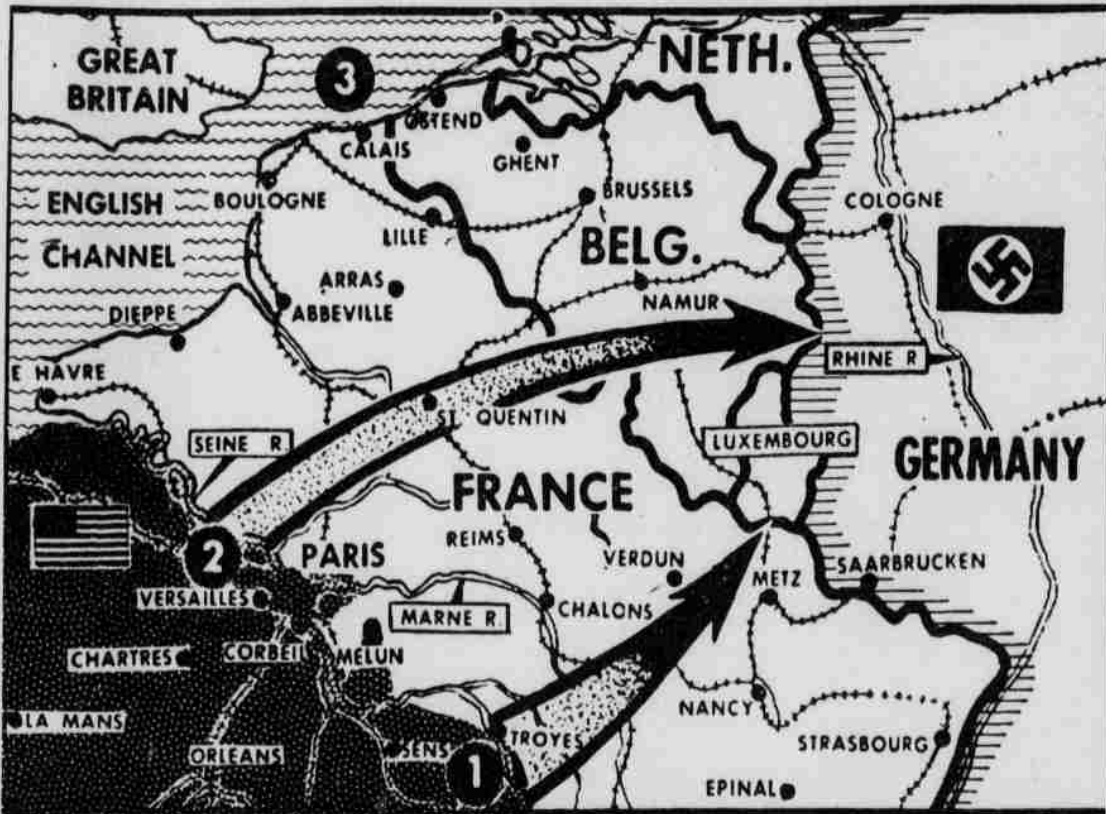 GREAT
BRITAIN
3
NETH.
OSTEND
CALAIS
GHENT
BOULOGNE
BRUSSELS
ENGLISH
CHANNEL
COLOGNE
LILLE
BELG.
ARRAS
NAMUR
ABBEVILLE
DIEPPE
E HAVRE
RHINE R
ST. QUENTIN
SEINE R
LUXEMBOURG
GERMANY
FRANCE
2
PARIS
REIMS
VERDUN
METZ
SAARBRUCKEN
VERSAILLES
MARNE R.
CHALONS
CHARTRES
CORBEIL
MELUN
LA MANS
NANCY
TROYES
STRASBOURG
ORLEANS
SENS
1
EPINAL